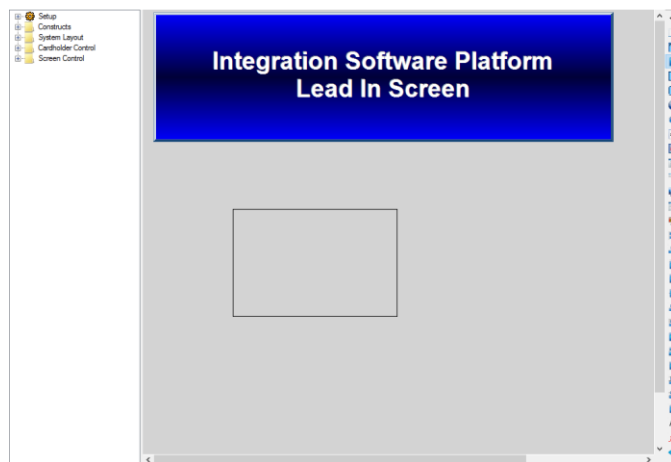 Setup
Constructs
System Layout
Cardholder Control
Screen Control
Integration Software Platform
Lead In Screen